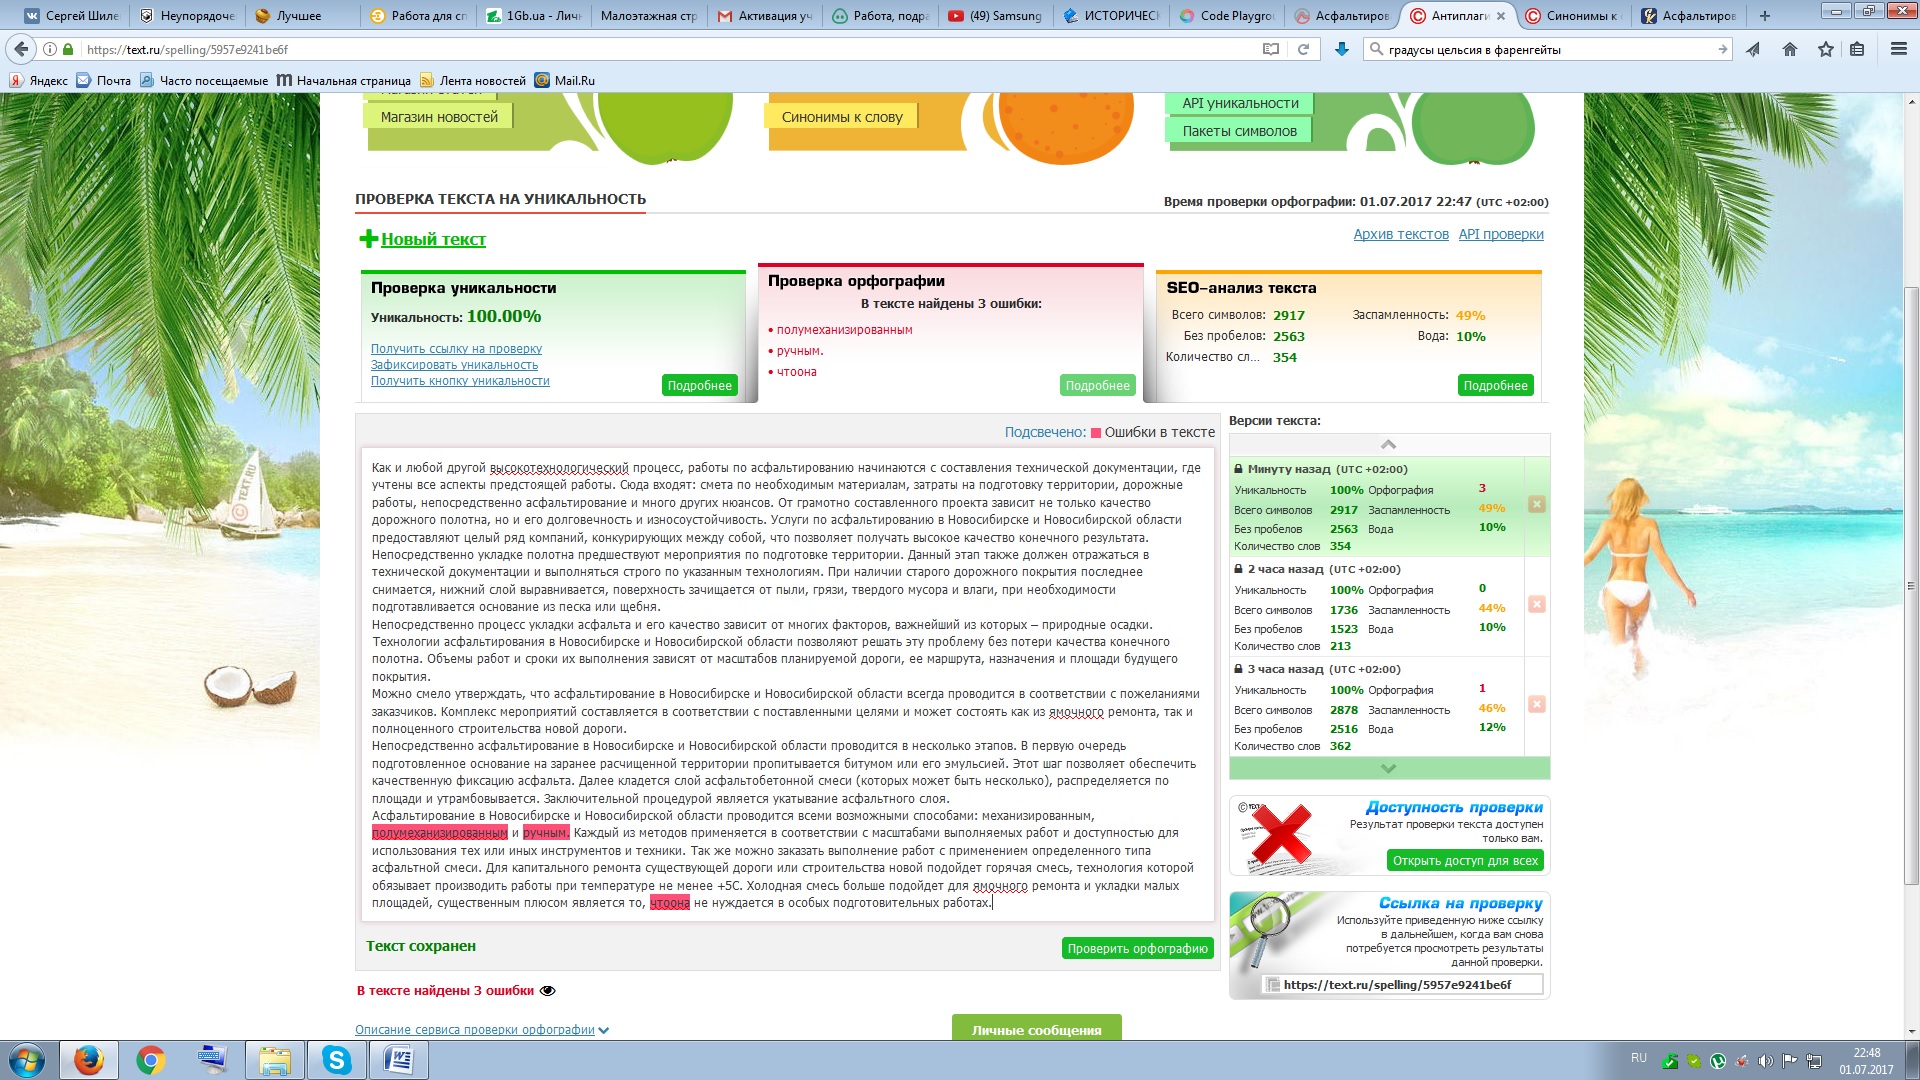 Сергей Шиле
Неупорядоче
Лучшее
Работа для сп
1Gb.ua - Личн
Малоэтажная стр
Активация уч
Работа, подра
(49) Samsung
ИСТОРИЧЕСК
Code Playgrou
Асфальтиров
Антиплаги
Синонимы к с
Асфальтиров
https://text.ru/spelling/5957e9241be6f
градусы цельсия в фаренгейты
Яндекс
Почта
Часто посещаемые
Начальная страница
Лента новостей
Mail.Ru
Магазин новостей
Синонимы к слову
API уникальности
Пакеты символов
ПРОВЕРКА ТЕКСТА НА УНИКАЛЬНОСТЬ
Время проверки орфографии: 01.07.2017 22:47 (UTC +02:00)
Новый текст
Архив текстов API проверки
Проверка уникальности
Уникальность: 100.00%
Получить ссылку на проверку
Зафиксировать уникальность
Получить кнопку уникальности
Подробнее
Проверка орфографии
В тексте найдены 3 ошибки:
• полумеханизированным
• ручным.
• чтоона
Подробнее
SEO-анализ текста
Всего символов: 2917 Заспамленность: 49%
Без пробелов: 2563 Вода: 10%
Количество сл... 354
Подробнее
Подсвечено: Ошибки в тексте
Как и любой другой высокотехнологический процесс, работы по асфальтированию начинаются с составления технической документации, где
учтены все аспекты предстоящей работы. Сюда входят: смета по необходимым материалам, затраты на подготовку территории, дорожные
работы, непосредственно асфальтирование и много других нюансов. От грамотно составленного проекта зависит не только качество
дорожного полотна, но и его долговечность и износоустойчивость. Услуги по асфальтированию в Новосибирске и Новосибирской области
предоставляют целый ряд компаний, конкурирующих между собой, что позволяет получать высокое качество конечного результата.
Непосредственно укладке полотна предшествуют мероприятия по подготовке территории. Данный этап также должен отражаться в
технической документации и выполняться строго по указанным технологиям. При наличии старого дорожного покрытия последнее
снимается, нижний слой выравнивается, поверхность зачищается от пыли, грязи, твердого мусора и влаги, при необходимости
подготавливается основание из песка или щебня.
Непосредственно процесс укладки асфальта и его качество зависит от многих факторов, важнейший из которых – природные осадки.
Технологии асфальтирования в Новосибирске и Новосибирской области позволяют решать эту проблему без потери качества конечного
полотна. Объемы работ и сроки их выполнения зависят от масштабов планируемой дороги, ее маршрута, назначения и площади будущего
покрытия.
Можно смело утверждать, что асфальтирование в Новосибирске и Новосибирской области всегда проводится в соответствии с пожеланиями
заказчиков. Комплекс мероприятий составляется в соответствии с поставленными целями и может состоять как из ямочного ремонта, так и
полноценного строительства новой дороги.
Непосредственно асфальтирование в Новосибирске и Новосибирской области проводится в несколько этапов. В первую очередь
подготовленное основание на заранее расчищенной территории пропитывается битумом или его эмульсией. Этот шаг позволяет обеспечить
качественную фиксацию асфальта. Далее кладется слой асфальтобетонной смеси (которых может быть несколько), распределяется по
площади и утрамбовывается. Заключительной процедурой является укатывание асфальтного слоя.
Асфальтирование в Новосибирске и Новосибирской области проводится всеми возможными способами: механизированным,
полумеханизированным и ручным. Каждый из методов применяется в соответствии с масштабами выполняемых работ и доступностью для
использования тех или иных инструментов и техники. Так же можно заказать выполнение работ с применением определенного типа
асфальтной смеси. Для капитального ремонта существующей дороги или строительства новой подойдет горячая смесь, технология которой
обязывает производить работы при температуре не менее +5С. Холодная смесь больше подойдет для ямочного ремонта и укладки малых
площадей, существенным плюсом является то, чтоона не нуждается в особых подготовительных работах.
Текст сохранен
Проверить орфографию
В тексте найдены 3 ошибки
Описание сервиса проверки орфографии
Личные сообщения
Версии текста:
Минуту назад (UTC +02:00)
Уникальность 100% Орфография 3
Всего символов 2917 Заспамленность 49%
Без пробелов 2563 Вода 10%
Количество слов 354
2 часа назад (UTC +02:00)
Уникальность 100% Орфография 0
Всего символов 1736 Заспамленность 44%
Без пробелов 1523 Вода 10%
Количество слов 213
3 часа назад (UTC +02:00)
Уникальность 100% Орфография 1
Всего символов 2878 Заспамленность 46%
Без пробелов 2516 Вода 12%
Количество слов 362
Доступность проверки
Результат проверки текста доступен
только вам.
Открыть доступ для всех
Ссылка на проверку
Используйте приведенную ниже ссылку
в дальнейшем, когда вам снова
потребуется просмотреть результаты
данной проверки.
https://text.ru/spelling/5957e9241be6f
RU
22:48
01.07.2017